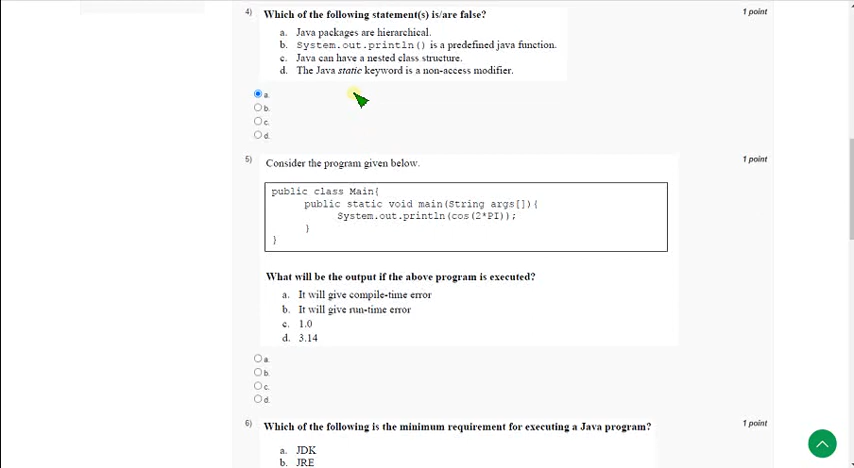 4) Which of the following statement(s) is/are false? 1 point
a. Java packages are hierarchical.
b. System.out.println() is a predefined java function.
c. Java can have a nested class structure.
d. The Java static keyword is a non-access modifier.
a.
b.
c.
d.
5) Consider the program given below. 1 point
public class Main{
public static void main(String args[]){
System.out.println(cos(2*PI));
}
}
What will be the output if the above program is executed?
a. It will give compile-time error
b. It will give run-time error
c. 1.0
d. 3.14
a.
b.
c.
d.
6) Which of the following is the minimum requirement for executing a Java program? 1 point
a. JDK
b. JRE